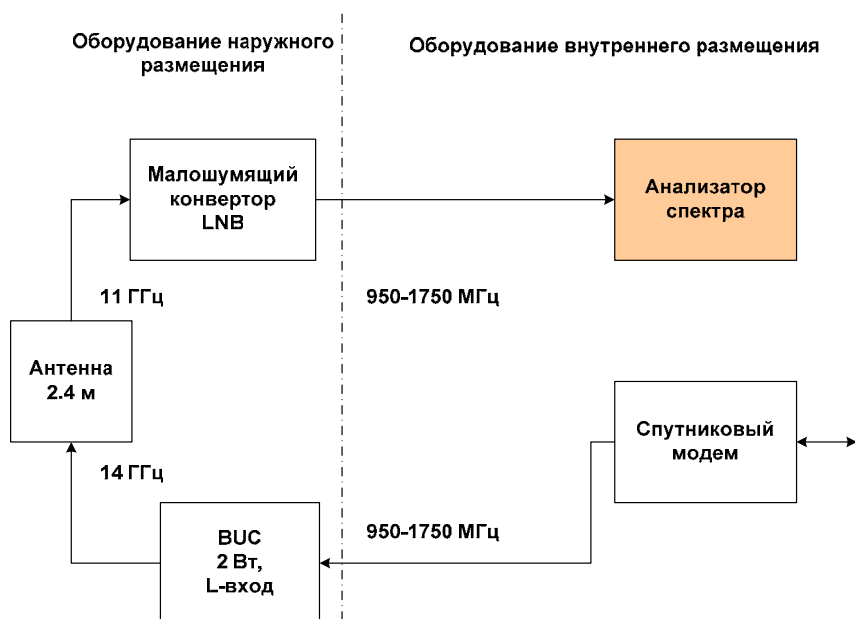 Оборудование наружного
размещения
Оборудование внутреннего размещения
Малошумящий
конвертор
LNB
Анализатор
спектра
11 ГГц
950-1750 МГц
Антенна
2.4 м
Спутниковый
модем
14 ГГц
BUC
2 Вт,
L-вход
950-1750 МГц